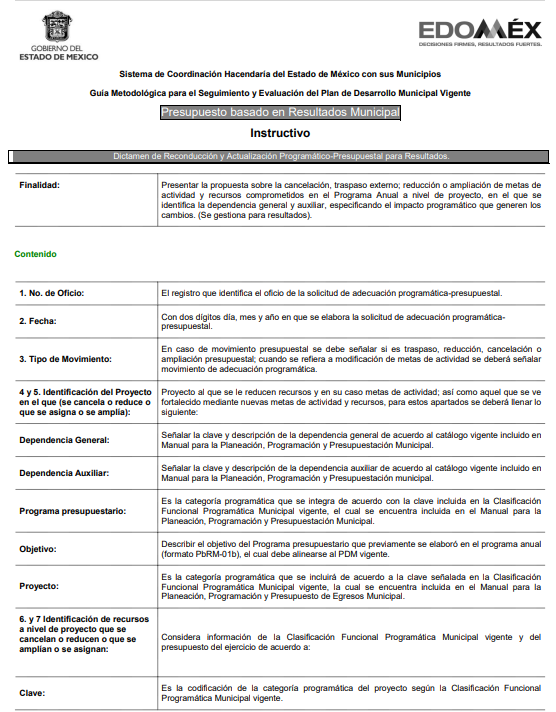 GOBIERNO DEL
ESTADO DE MÉXICO
EDOMÉX
DECISIONES FIRMES, RESULTADOS FUERTES.
Sistema de Coordinación Hacendaria del Estado de México con sus Municipios
Guía Metodológica para el Seguimiento y Evaluación del Plan de Desarrollo Municipal Vigente
Presupuesto basado en Resultados Municipal
Instructivo
Dictamen de Reconducción y Actualización Programático-Presupuestal para Resultados.
Finalidad:
Presentar la propuesta sobre la cancelación, traspaso externo; reducción o ampliación de metas de
actividad y recursos comprometidos en el Programa Anual a nivel de proyecto, en el que se
identifica la dependencia general y auxiliar, especificando el impacto programático que generen los
cambios. (Se gestiona para resultados).
Contenido
1. No. de Oficio:
El registro que identifica el oficio de la solicitud de adecuación programática-presupuestal.
2. Fecha:
Con dos dígitos día, mes y año en que se elabora la solicitud de adecuación programática-
presupuestal.
3. Tipo de Movimiento:
En caso de movimiento presupuestal se debe señalar si es traspaso, reducción, cancelación o
ampliación presupuestal; cuando se refiera a modificación de metas de actividad se deberá señalar
movimiento de adecuación programática.
4 y 5. Identificación del Proyecto
en el que (se cancela o reduce o
que se asigna o se amplía):
Proyecto al que se le reducen recursos y en su caso metas de actividad; así como aquel que se ve
fortalecido mediante nuevas metas de actividad y recursos, para estos apartados se deberá llenar lo
siguiente:
Dependencia General:
Señalar la clave y descripción de la dependencia general de acuerdo al catálogo vigente incluido en
Manual para la Planeación, Programación y Presupuestación Municipal.
Dependencia Auxiliar:
Señalar la clave y descripción de la dependencia auxiliar de acuerdo al catálogo vigente incluido en
Manual para la Planeación, Programación y Presupuestación municipal.
Programa presupuestario:
Es la categoría programática que se integra de acuerdo con la clave incluida en la Clasificación
Funcional Programática Municipal vigente, el cual se encuentra incluida en el Manual para la
Planeación, Programación y Presupuestación Municipal.
Objetivo:
Describir el objetivo del Programa presupuestario que previamente se elaboró en el programa anual
(formato PbRM-01b), el cual debe alinearse al PDM vigente.
Proyecto:
Es la categoría programática que se incluirá de acuerdo a la clave señalada en la Clasificación
Funcional Programática Municipal vigente, la cual se encuentra incluida en el Manual para la
Planeación, Programación y Presupuesto de Egresos Municipal.
6. y 7 Identificación de recursos
a nivel de proyecto que se
cancelan o reducen o que se
amplían o se asignan:
Considera información de la Clasificación Funcional Programática Municipal vigente y del
presupuesto del ejercicio de acuerdo a:
Clave:
Es la codificación de la categoría programática del proyecto según la Clasificación Funcional
Programática Municipal vigente.